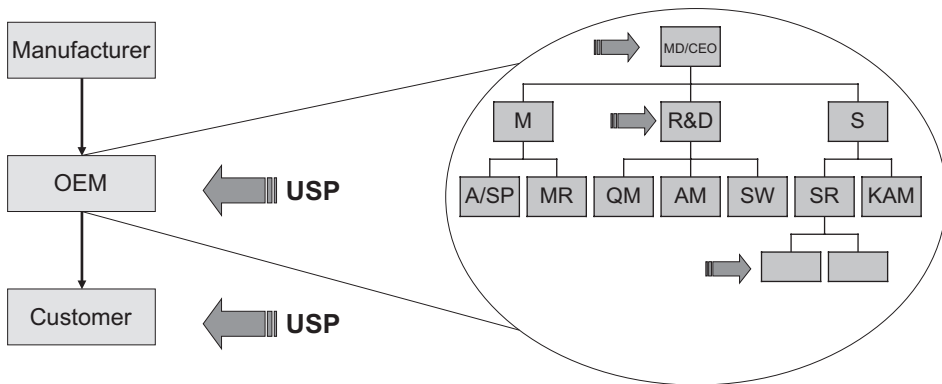 Manufacturer
MD/CEO
M
R&D
S
OEM
USP
A/SP
MR
QM
AM
SW
SR
KAM
Customer
USP